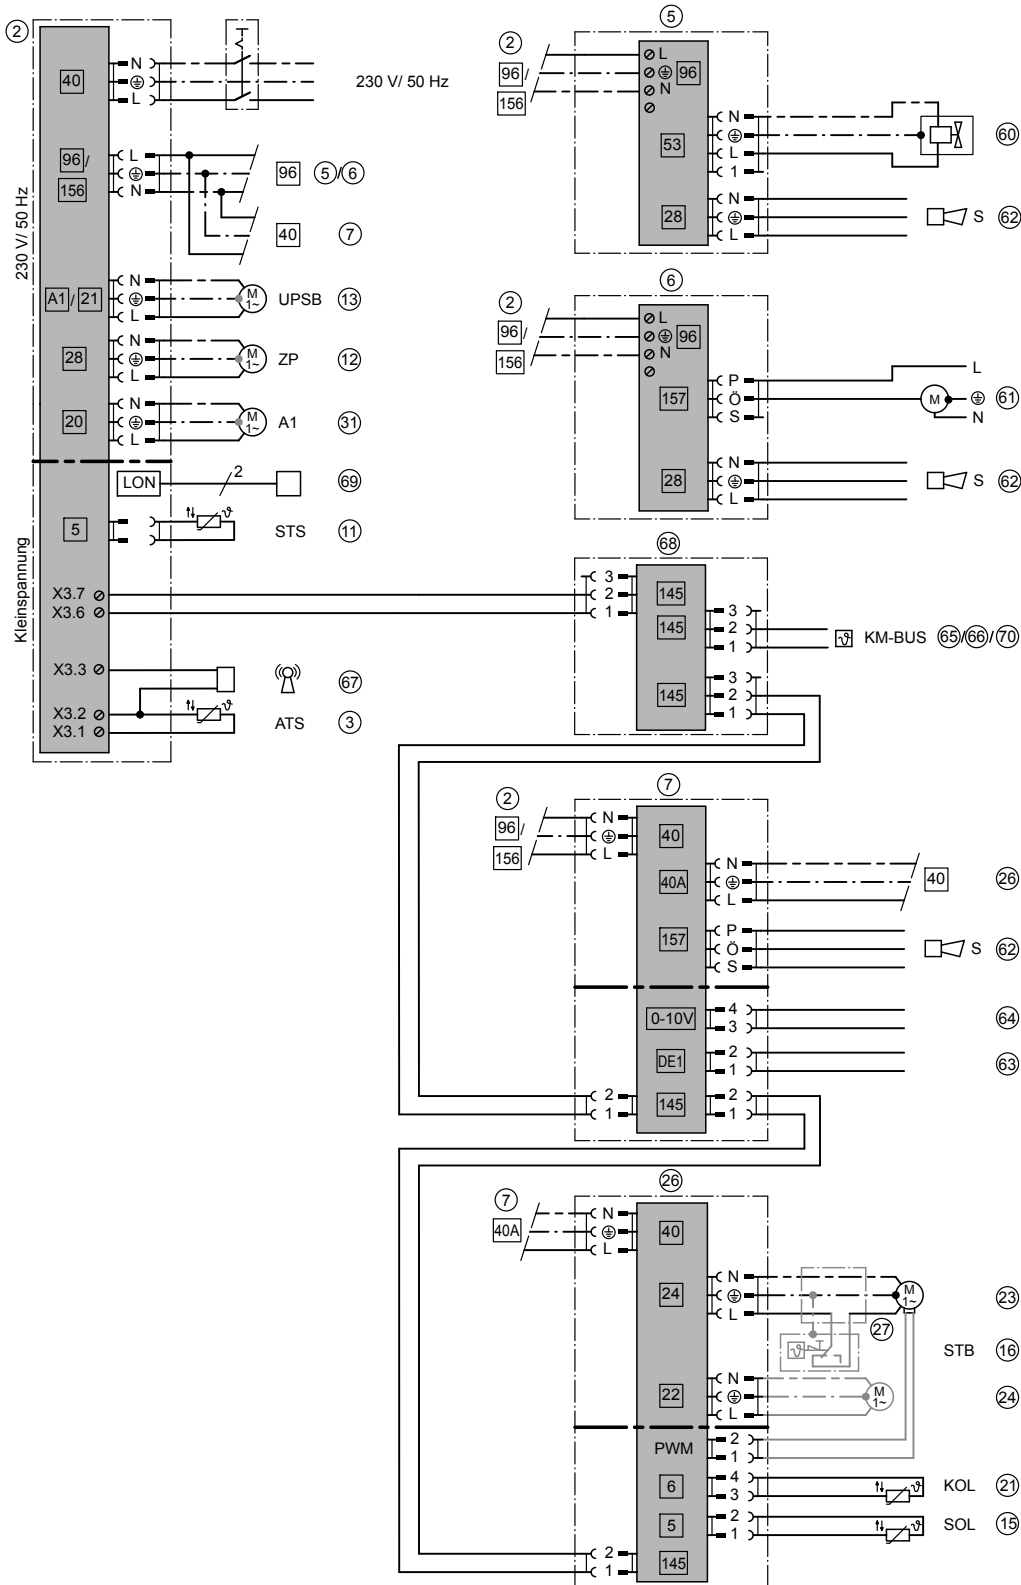 2
40
N
L
230 V/ 50 Hz
96/
156
L
N
96 5/6
40 7
230 V/ 50 Hz
A1/21
N
L
M
1~
UPSB 13
28
N
L
M
1~
ZP 12
20
N
L
M
1~
A1 31
LON
2
69
5
ϑ
STS 11
Kleinspannung
X3.7
X3.6
X3.3
67
X3.2
X3.1
ϑ
ATS 3
5
2
96/
156
L
96
N
53
N
L
1
60
28
N
L
S 62
6
2
96/
156
L
96
N
157
P
Ö
S
M
L
N
61
28
N
L
S 62
68
3
2
1
145
145
3
2
1
ϑ KM-BUS 65/66/70
145
3
2
1
7
2
96/
156
N
L
40
40A
N
L
40 26
157
P
Ö
S
S 62
0-10V
4
3
64
DE1
2
1
63
2
1
145
2
1
26
7
40A
N
L
40
24
N
L
M
1~
23
27
ϑ
STB 16
22
N
L
M
1~
24
PWM
2
1
6
4
3
ϑ
KOL 21
5
2
1
ϑ
SOL 15
2
1
145